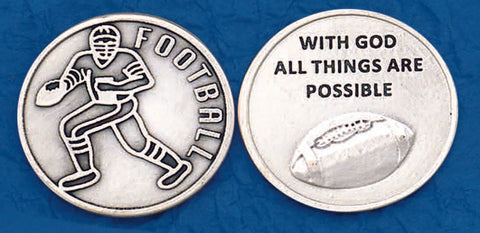 FOOTBALL
WITH GOD
ALL THINGS ARE
POSSIBLE